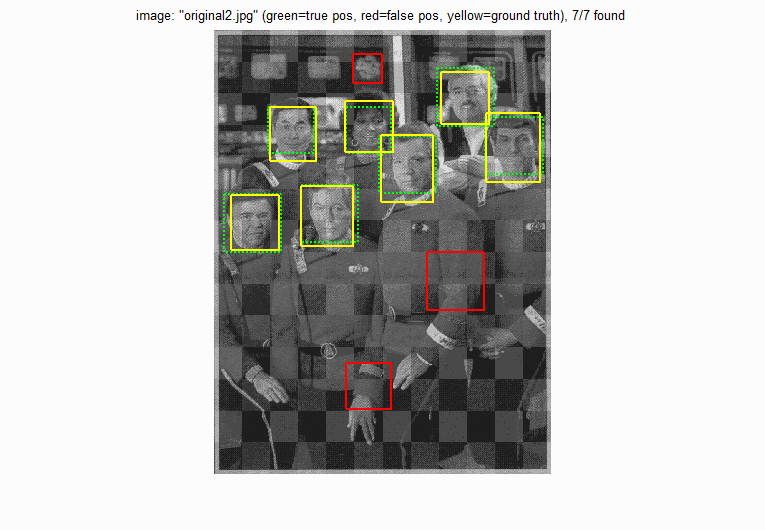 image: "original2.jpg" (green=true pos, red=false pos, yellow=ground truth), 7/7 found